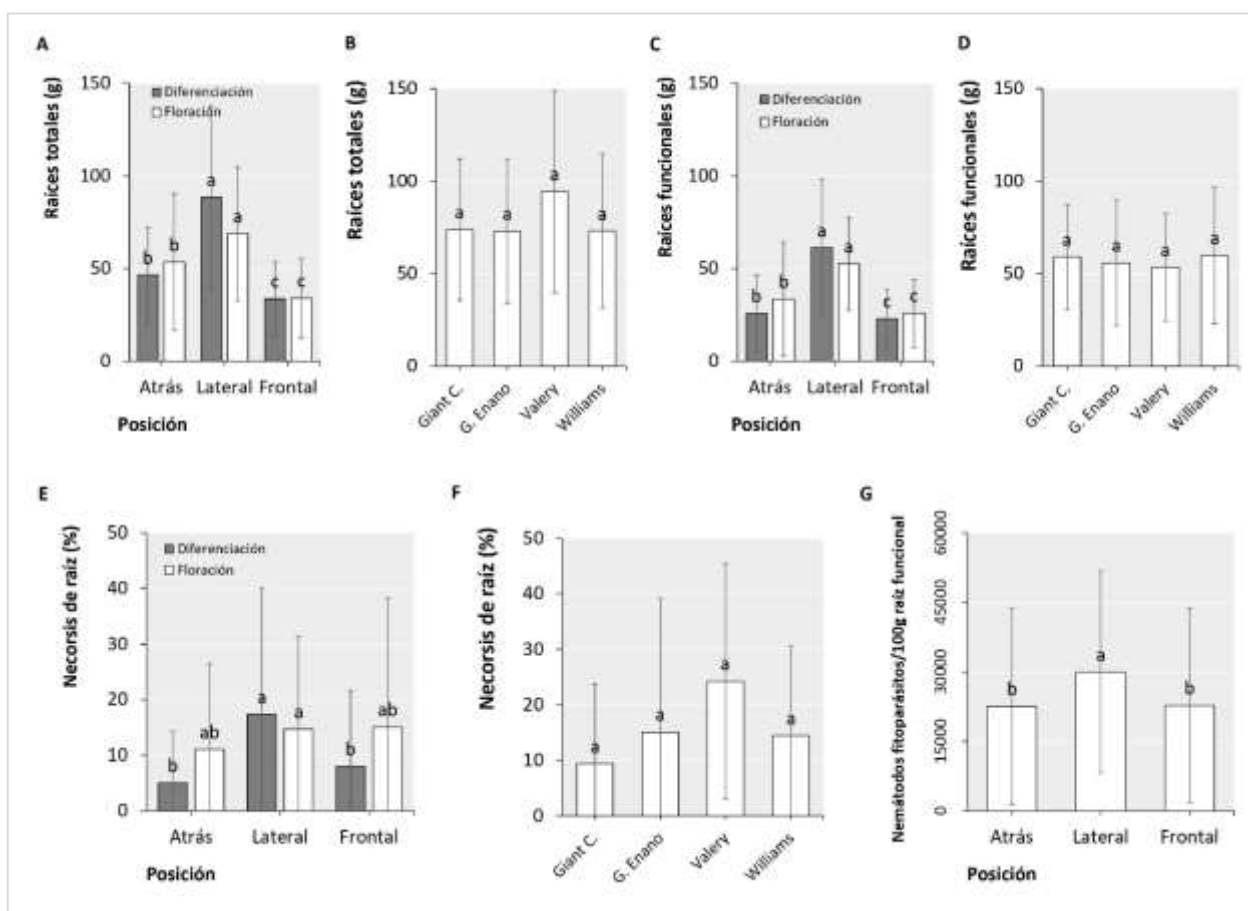 A
Raíces totales (g)
150
100
50
0
Diferenciación
Floración
b
b
a
a
c
c
Atrás
Lateral
Frontal
Posición
B
Raíces totales (g)
150
100
50
0
a
a
a
a
Giant C.
G. Enano
Valery
Williams
C
Raíces funcionales (g)
150
100
50
0
Diferenciación
Floración
b
b
a
a
c
c
Atrás
Lateral
Frontal
Posición
D
Raíces funcionales (g)
150
100
50
0
a
a
a
a
Giant C.
G. Enano
Valery
Williams
E
Necorsis de raíz (%)
50
40
30
20
10
0
Diferenciación
Floración
b
ab
a
a
b
ab
Atrás
Lateral
Frontal
Posición
F
Necorsis de raíz (%)
50
40
30
20
10
0
a
a
a
a
Giant C.
G. Enano
Valery
Williams
G
Nemátodos fitoparásitos/100g raíz funcional
60000
45000
30000
15000
0
b
a
b
Atrás
Lateral
Frontal
Posición